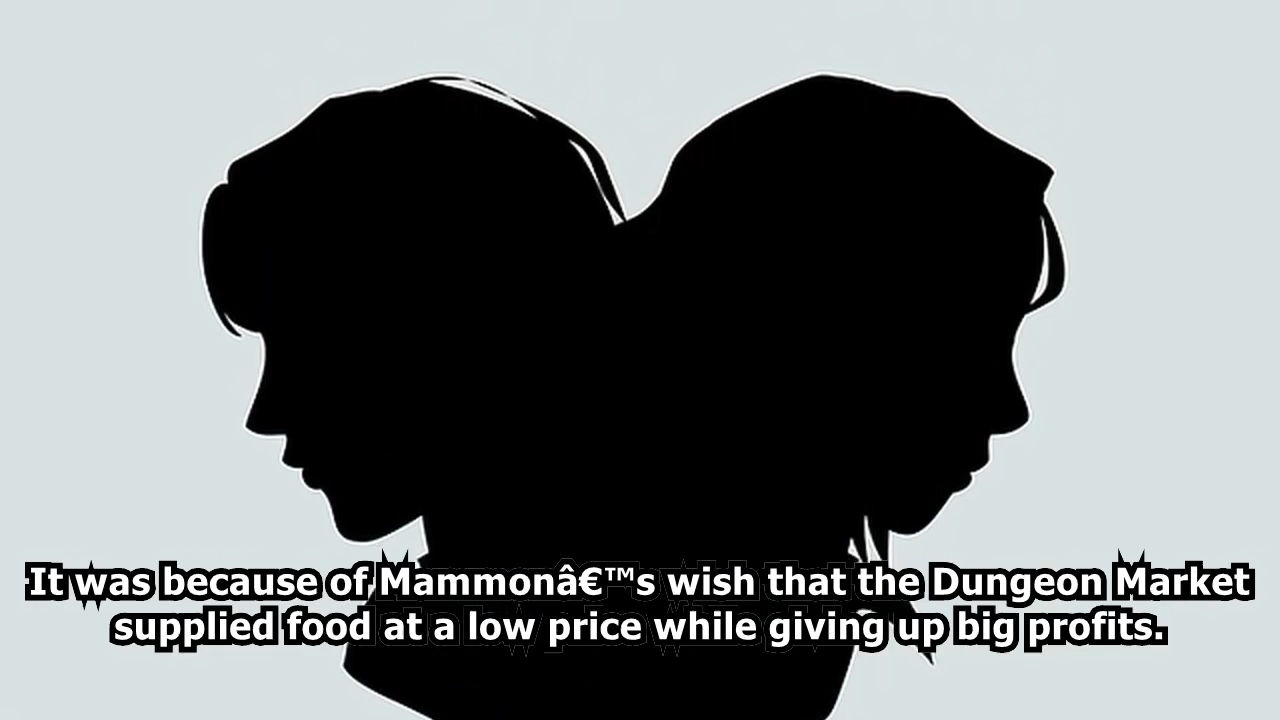 It was because of Mammonâ€™s wish that the Dungeon Market
supplied food at a low price while giving up big profits.